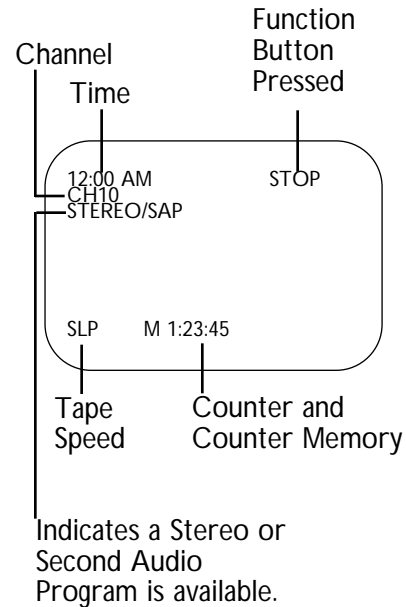 Function
Button
Pressed
Channel
Time
12:00 AM STOP
CH10
STEREO/SAP
SLP M 1:23:45
Tape
Speed
Counter and
Counter Memory
Indicates a Stereo or
Second Audio
Program is available.